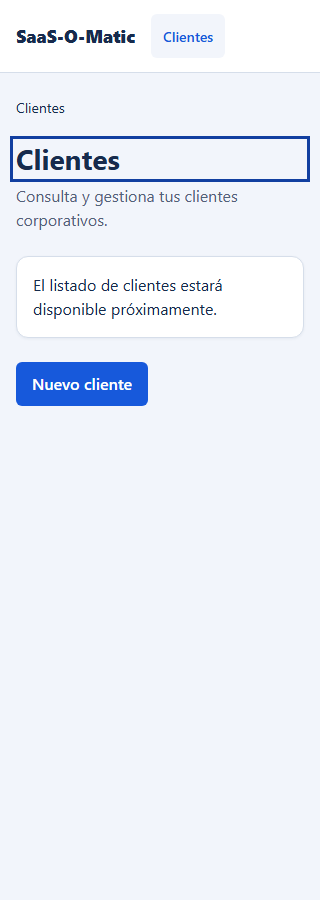 SaaS-O-Matic
Clientes
Clientes
Clientes
Consulta y gestiona tus clientes
corporativos.
El listado de clientes estará
disponible próximamente.
Nuevo cliente